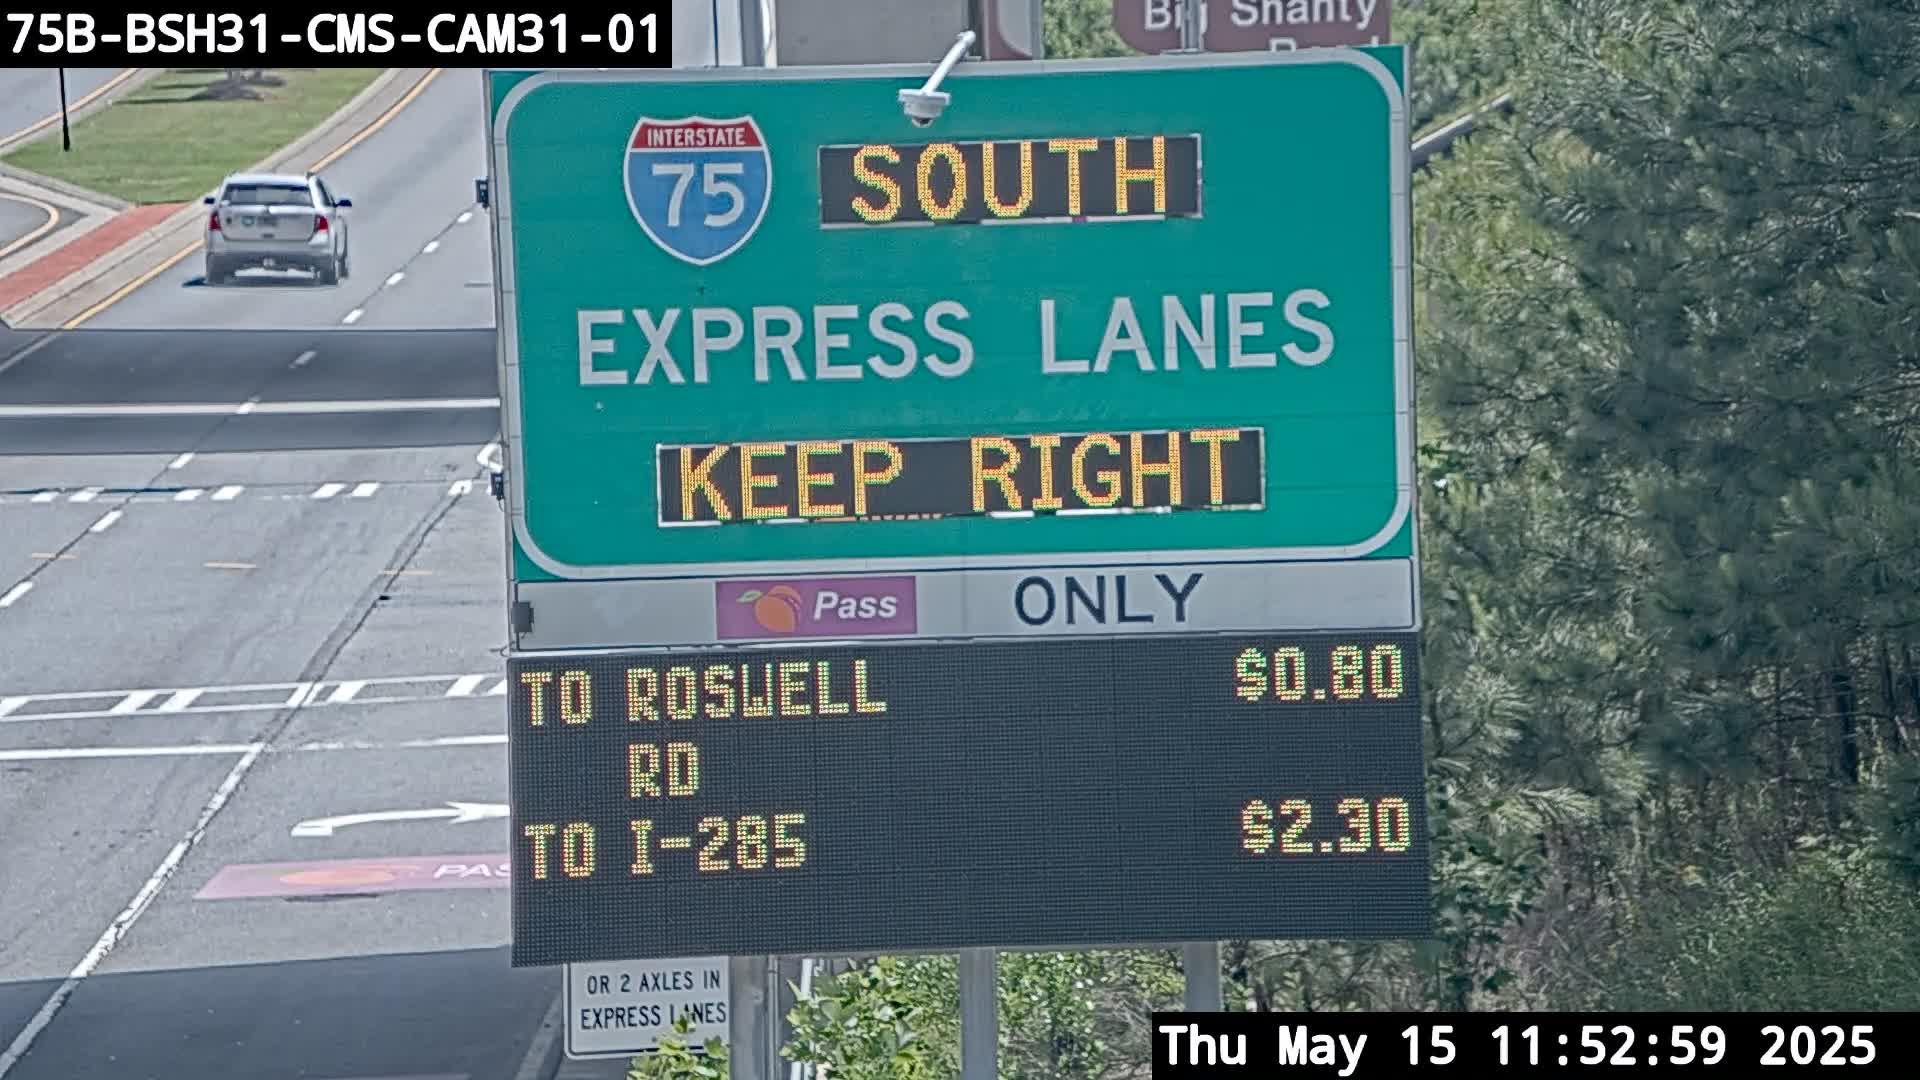 75B-BSH31-CMS-CAM31-01
Big Shanty
Road
INTERSTATE
75
SOUTH
EXPRESS LANES
KEEP RIGHT
Pass
ONLY
TO ROSWELL $0.80
RD
TO I-285 $2.30
PAS
OR 2 AXLES IN
EXPRESS LANES
Thu May 15 11:52:59 2025